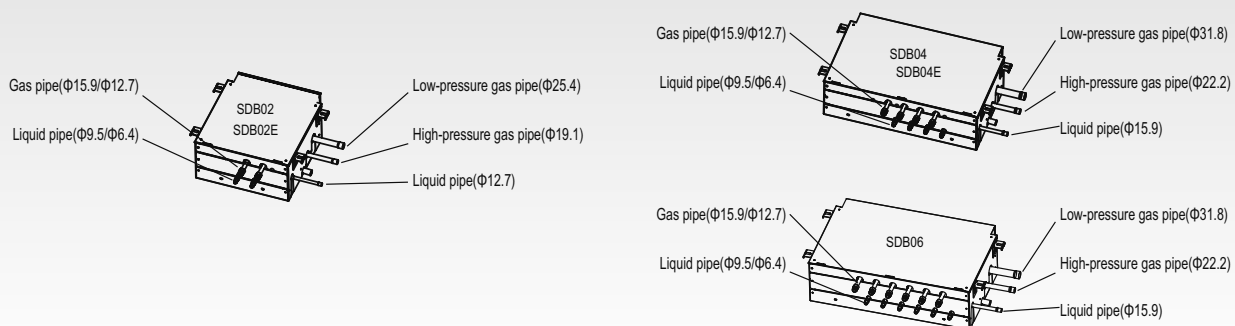 Gas pipe(Φ15.9/Φ12.7)
Liquid pipe(Φ9.5/Φ6.4)
SDB02
SDB02E
Low-pressure gas pipe(Φ25.4)
High-pressure gas pipe(Φ19.1)
Liquid pipe(Φ12.7)
Gas pipe(Φ15.9/Φ12.7)
Liquid pipe(Φ9.5/Φ6.4)
SDB04
SDB04E
Low-pressure gas pipe(Φ31.8)
High-pressure gas pipe(Φ22.2)
Liquid pipe(Φ15.9)
Gas pipe(Φ15.9/Φ12.7)
Liquid pipe(Φ9.5/Φ6.4)
SDB06
Low-pressure gas pipe(Φ31.8)
High-pressure gas pipe(Φ22.2)
Liquid pipe(Φ15.9)